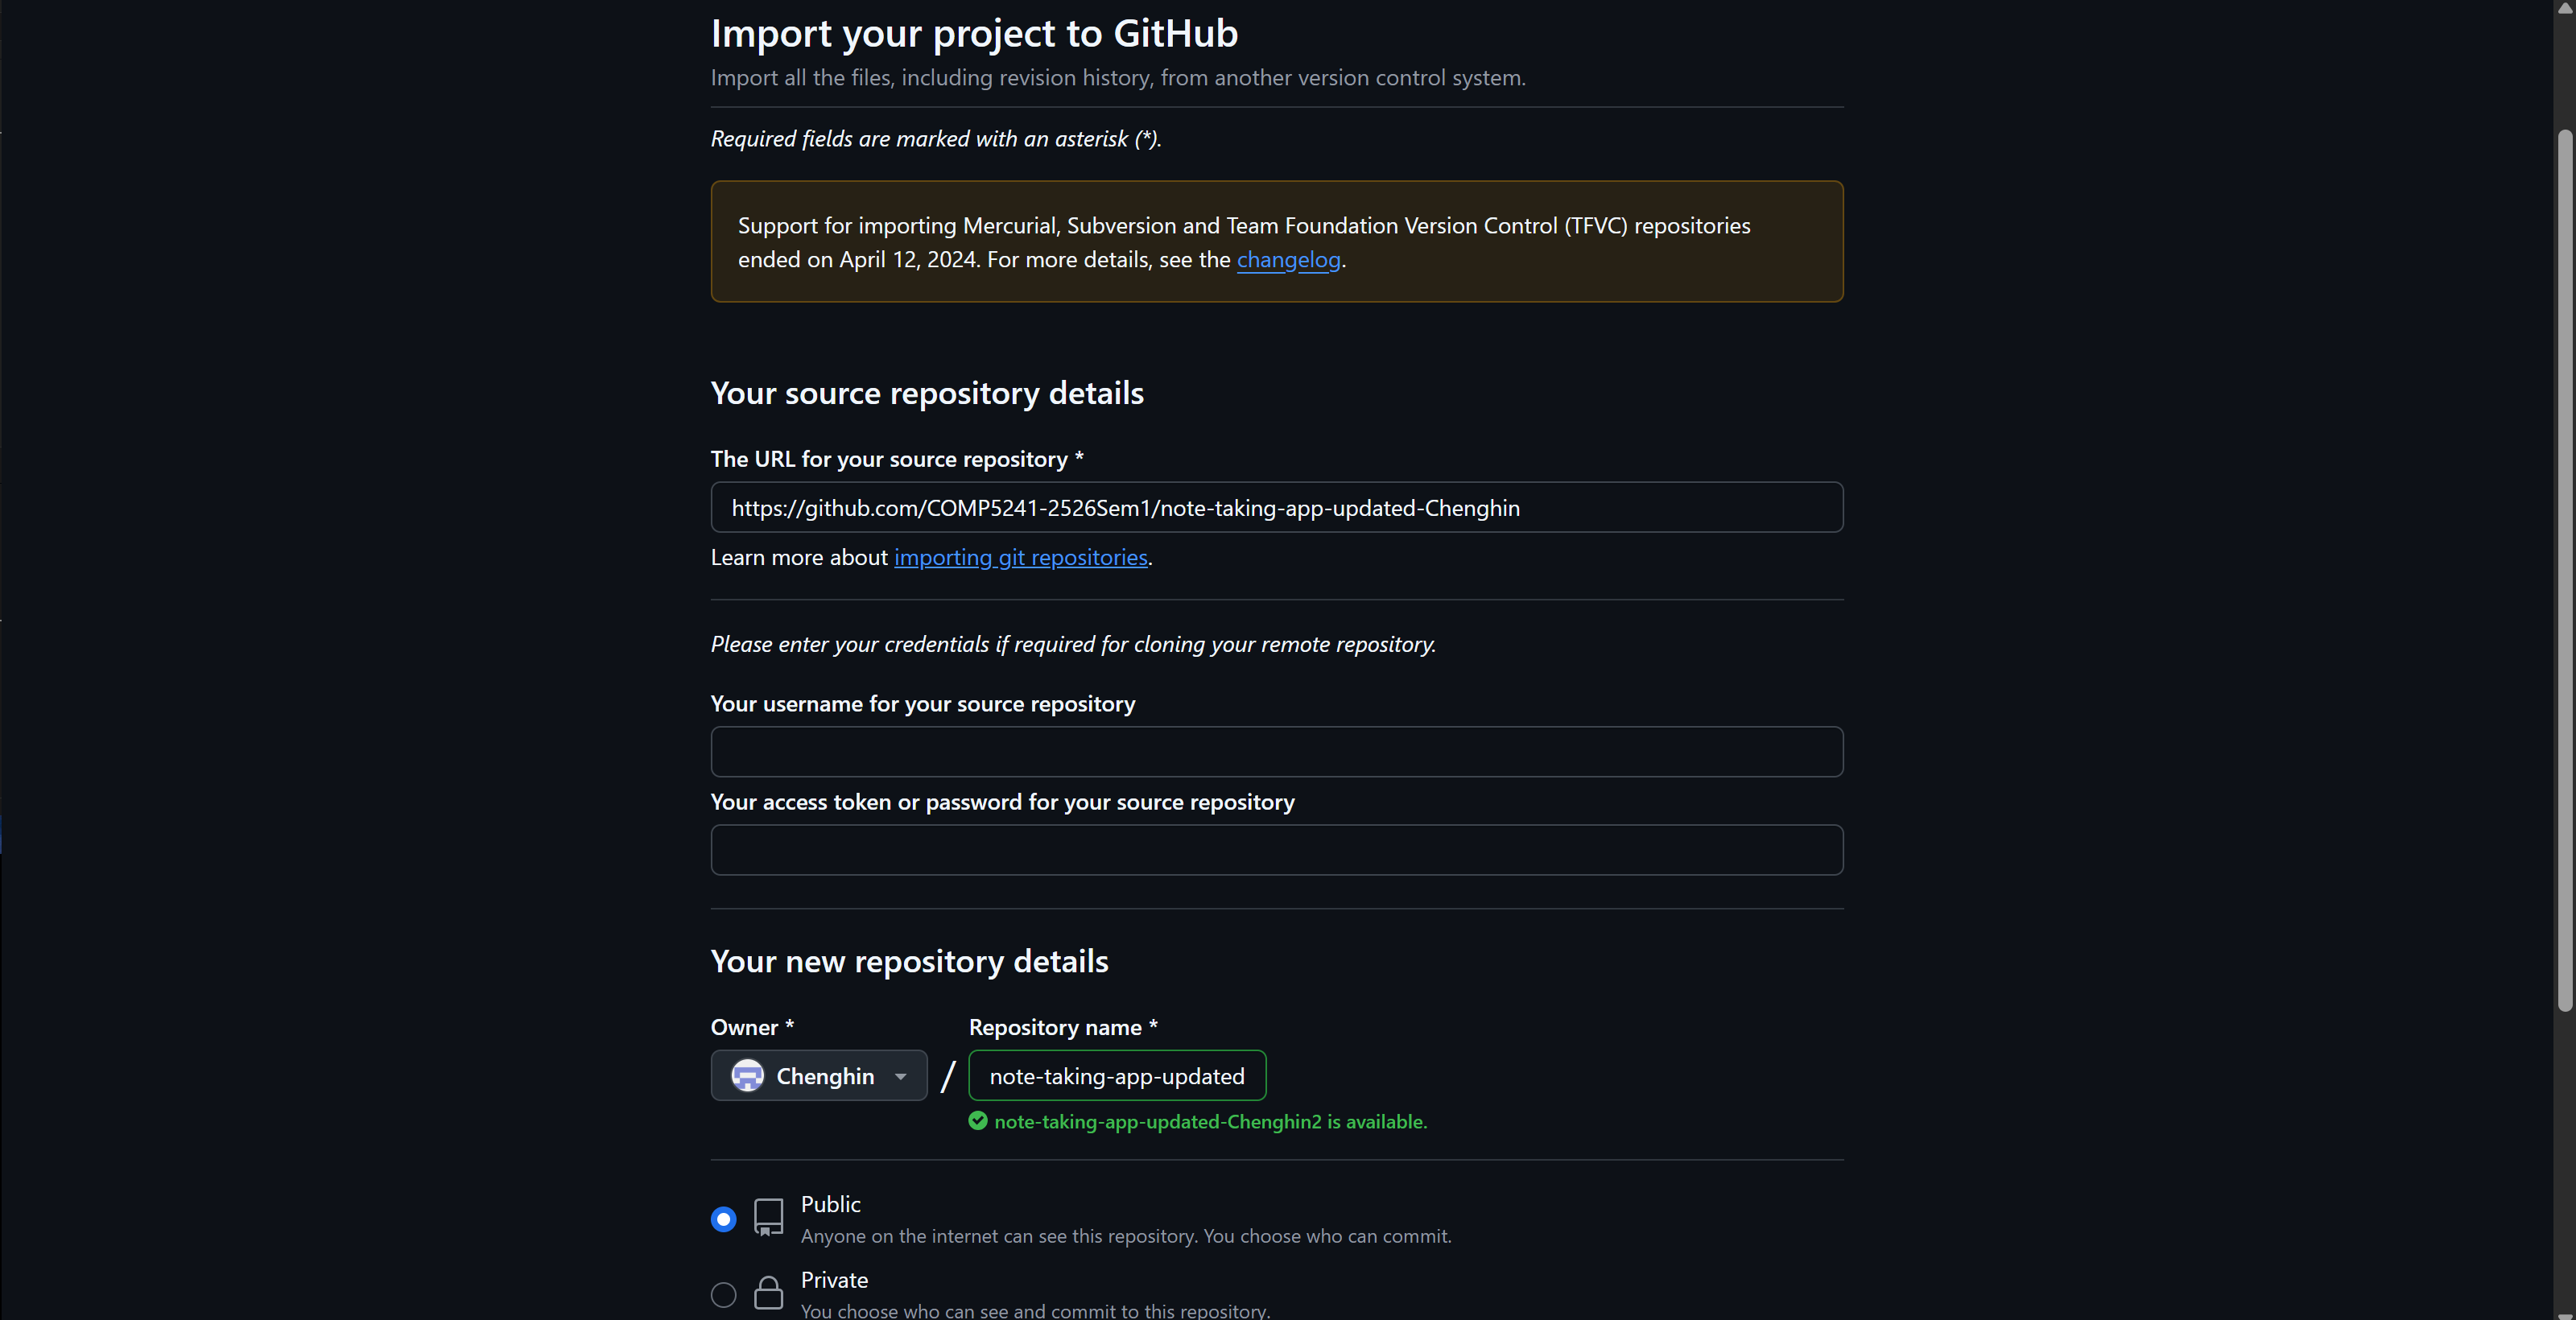 Import your project to GitHub
Import all the files, including revision history, from another version control system.
Required fields are marked with an asterisk (*).
Support for importing Mercurial, Subversion and Team Foundation Version Control (TFVC) repositories
ended on April 12, 2024. For more details, see the changelog.
Your source repository details
The URL for your source repository *
https://github.com/COMP5241-2526Sem1/note-taking-app-updated-Chenghin
Learn more about importing git repositories.
Please enter your credentials if required for cloning your remote repository.
Your username for your source repository
Your access token or password for your source repository
Your new repository details
Owner *
Repository name *
Chenghin
/
note-taking-app-updated
note-taking-app-updated-Chenghin2 is available.
Public
Anyone on the internet can see this repository. You choose who can commit.
Private
You choose who can see and commit to this repository.